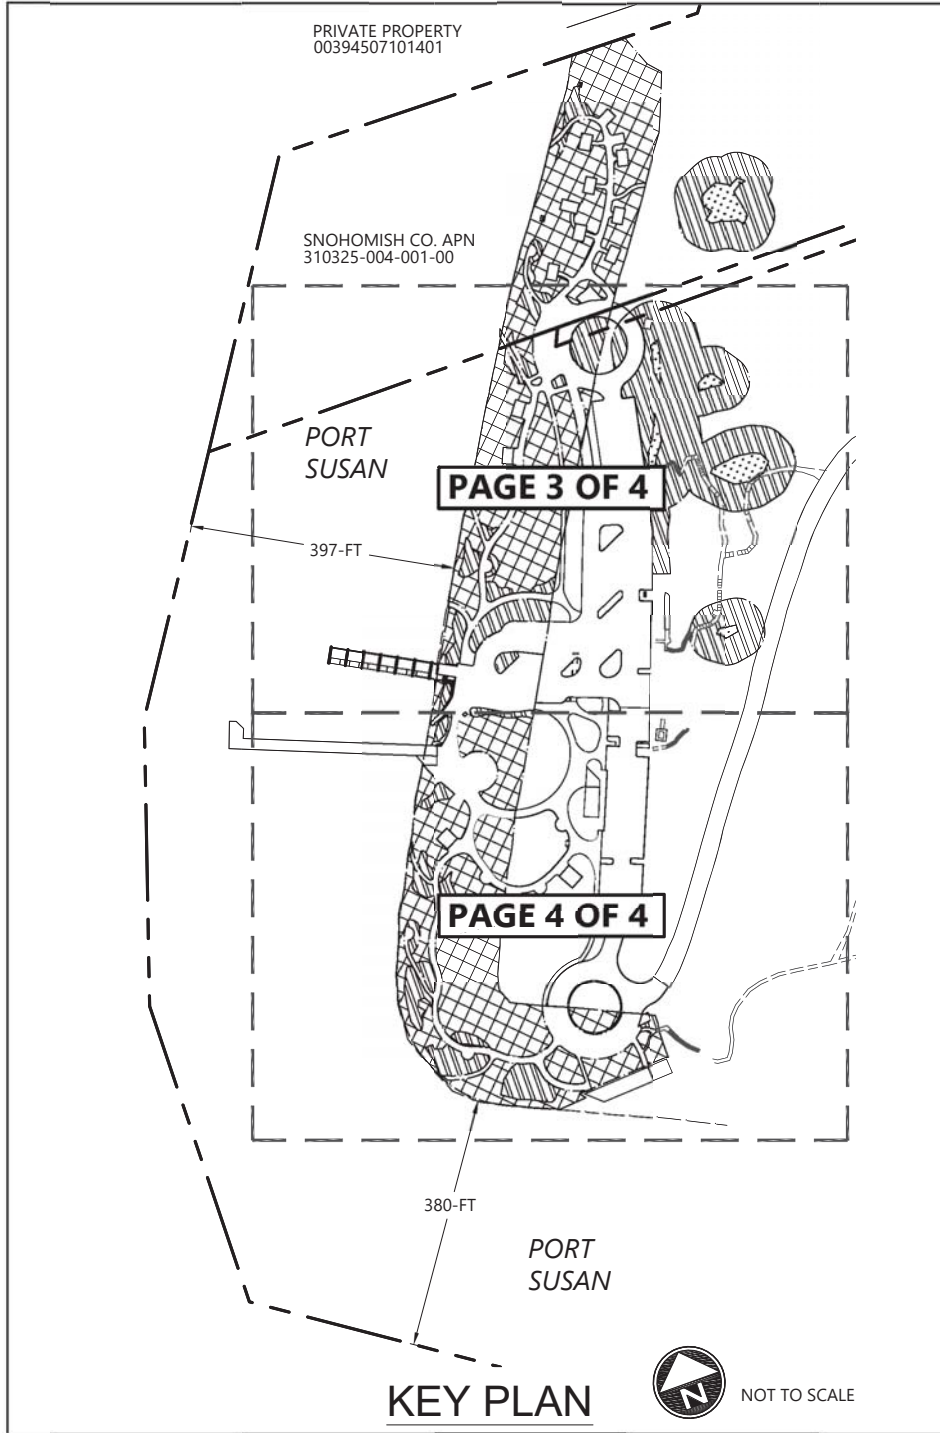 PRIVATE PROPERTY
00394507101401
SNOHOMISH CO. APN
310325-004-001-00
PORT
SUSAN
PAGE 3 OF 4
397-FT
PAGE 4 OF 4
380-FT
PORT
SUSAN
KEY PLAN
N
NOT TO SCALE